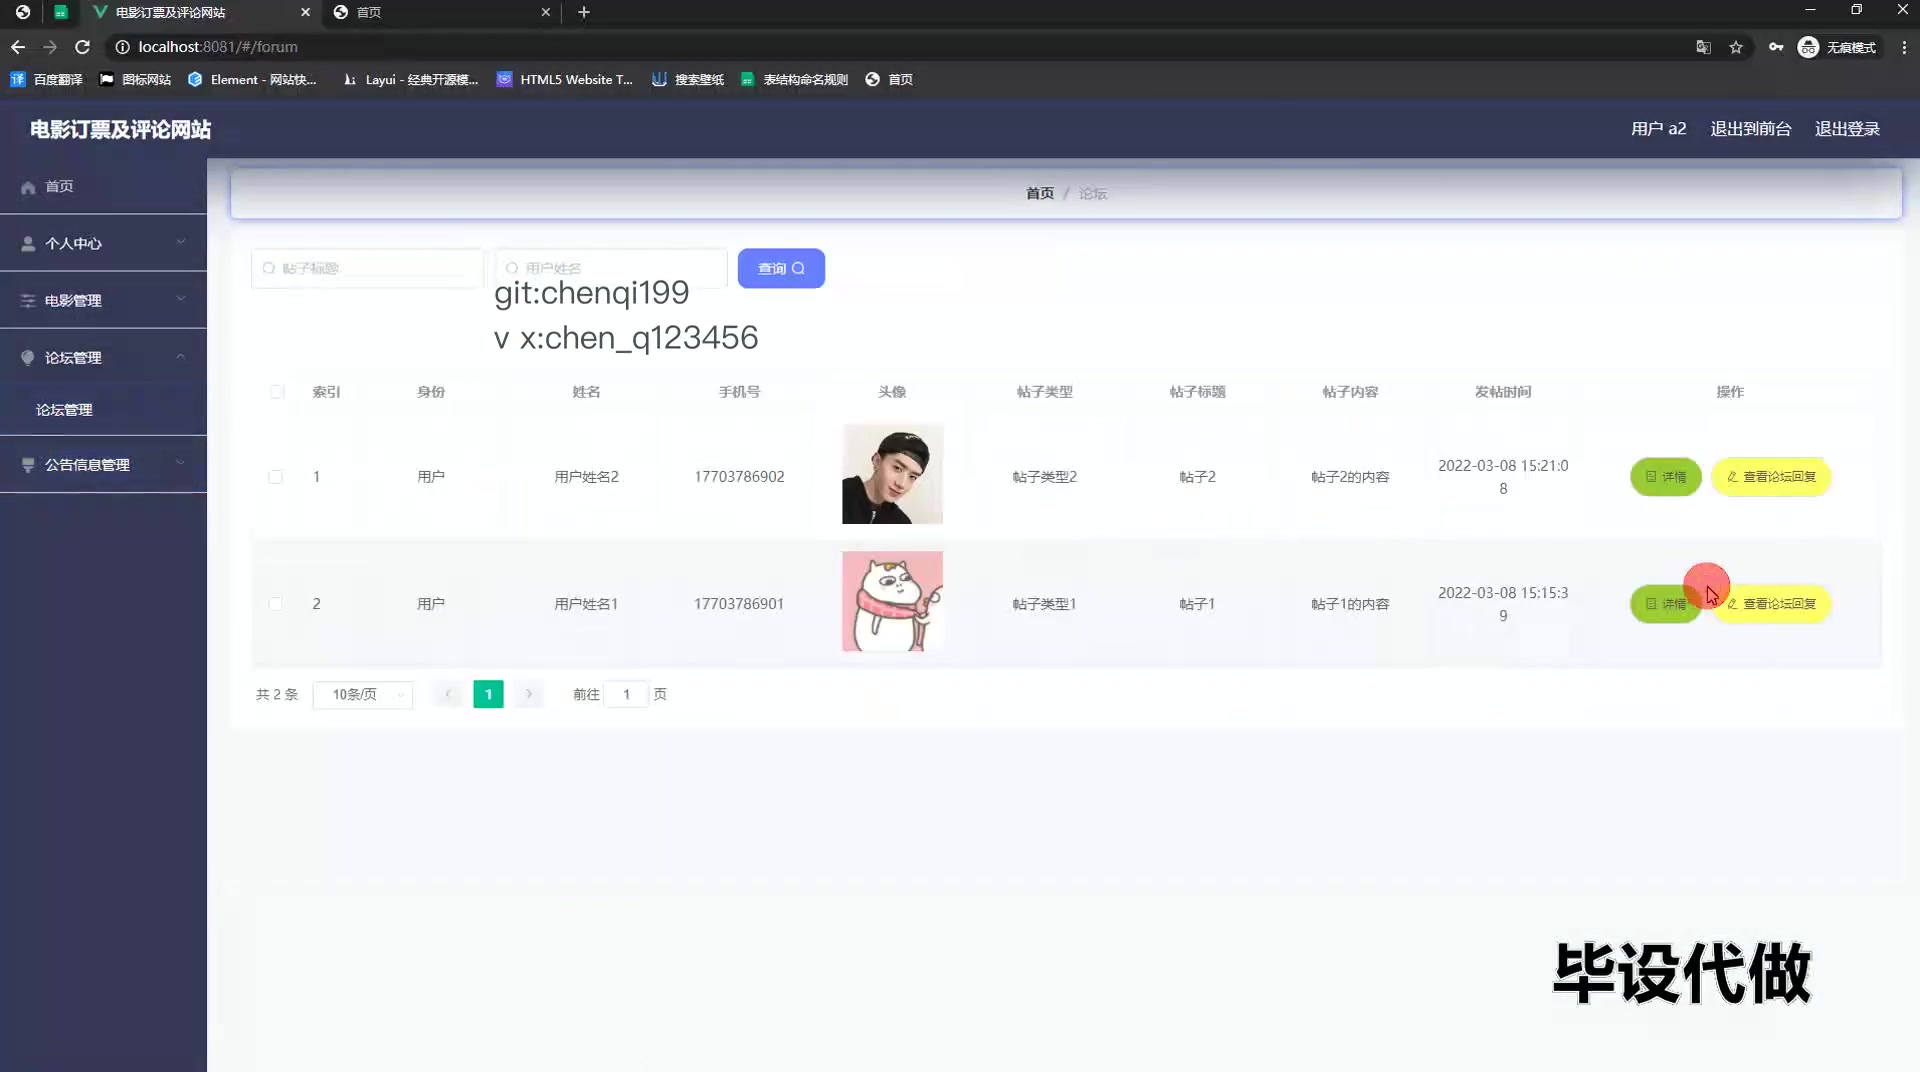 电影订票及评论网站
首页
localhost:8081/#/forum
无痕模式
百度翻译
图标网站
Element - 网站快...
Layui - 经典开源模...
HTML5 Website T...
搜索壁纸
表结构命名规则
首页
电影订票及评论网站
用户 a2
退出到前台
退出登录
首页
个人中心
电影管理
论坛管理
论坛管理
公告信息管理
首页 / 论坛
帖子标题
用户姓名
查询
git:chenqi199
v x:chen_q123456
索引 身份 姓名 手机号 头像 帖子类型 帖子标题 帖子内容 发帖时间 操作
1 用户 用户姓名2 17703786902 帖子类型2 帖子2 帖子2的内容 2022-03-08 15:21:0
8
详情 查看论坛回复
2 用户 用户姓名1 17703786901 帖子类型1 帖子1 帖子1的内容 2022-03-08 15:15:3
9
详情 查看论坛回复
共 2 条 10条/页 1 前往 1 页
毕设代做